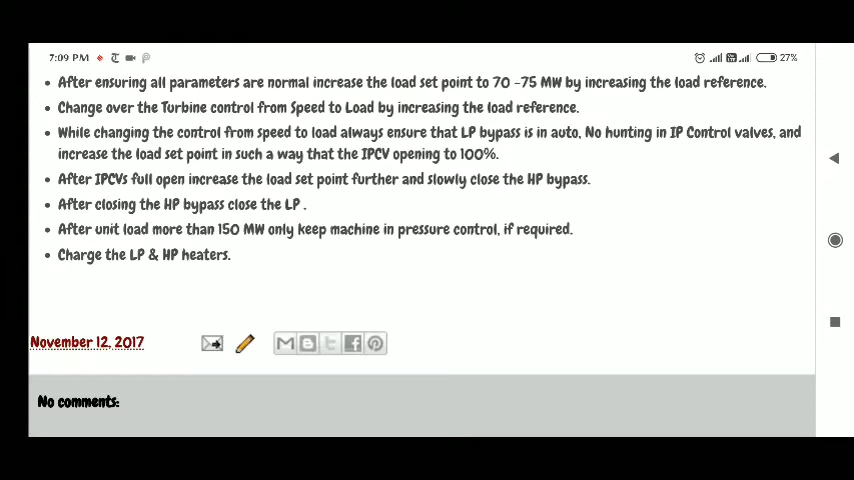 7:09 PM
27%
After ensuring all parameters are normal increase the load set point to 70 -75 MW by increasing the load reference.
Change over the Turbine control from Speed to Load by increasing the load reference.
While changing the control from speed to load always ensure that LP bypass is in auto, No hunting in IP Control valves, and
increase the load set point in such a way that the IPCV opening to 100%.
After IPCVs full open increase the load set point further and slowly close the HP bypass.
After closing the HP bypass close the LP .
After unit load more than 150 MW only keep machine in pressure control, if required.
Charge the LP & HP heaters.
November 12, 2017
No comments: